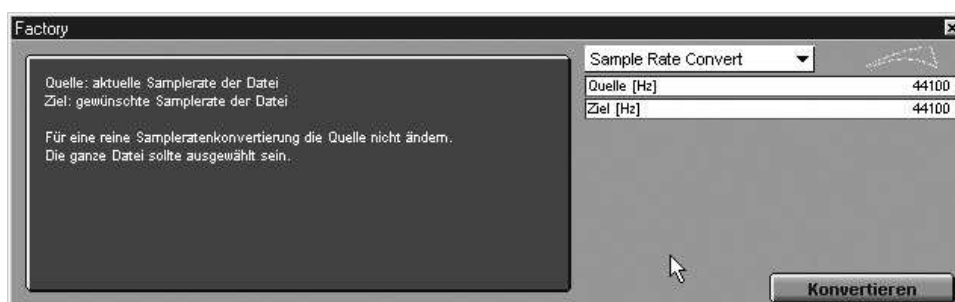 Factory
Quelle: aktuelle Samplerate der Datei
Ziel: gewünschte Samplerate der Datei
Für eine reine Sampleratenkonvertierung die Quelle nicht ändern.
Die ganze Datei sollte ausgewählt sein.
Sample Rate Convert
Quelle [Hz] 44100
Ziel [Hz] 44100
Konvertieren